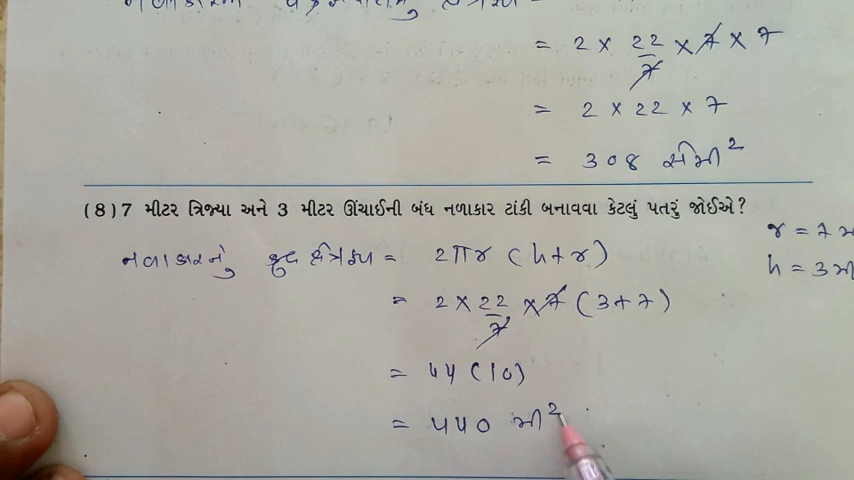 = 2 × 22/7 × 7 × 7
= 2 × 22 × 7
= 308 સેમી²
(8) 7 મીટર ત્રિજ્યા અને 3 મીટર ઊંચાઈની બંધ નળાકાર ટાંકી બનાવવા કેટલું પતરું જોઈએ?
r = 7 મી
નળાકારનું કુલ ક્ષેત્રફળ = 2πr (h+r)
h = 3 મી
= 2 × 22/7 × 7 (3+7)
= 44 (10)
= 440 મી²